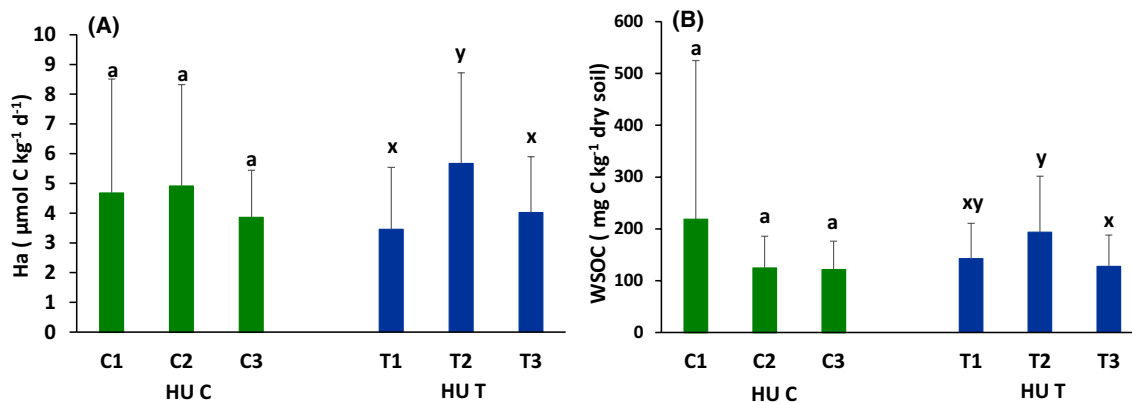 (A)
Ha ( µmol C kg⁻¹ d⁻¹)
10
9
8
7
6
5
4
3
2
1
0
a
a
a
x
y
x
C1 C2 C3 T1 T2 T3
HU C HU T
(B)
WSOC ( mg C kg⁻¹ dry soil)
600
500
400
300
200
100
0
a
a
a
xy
y
x
C1 C2 C3 T1 T2 T3
HU C HU T